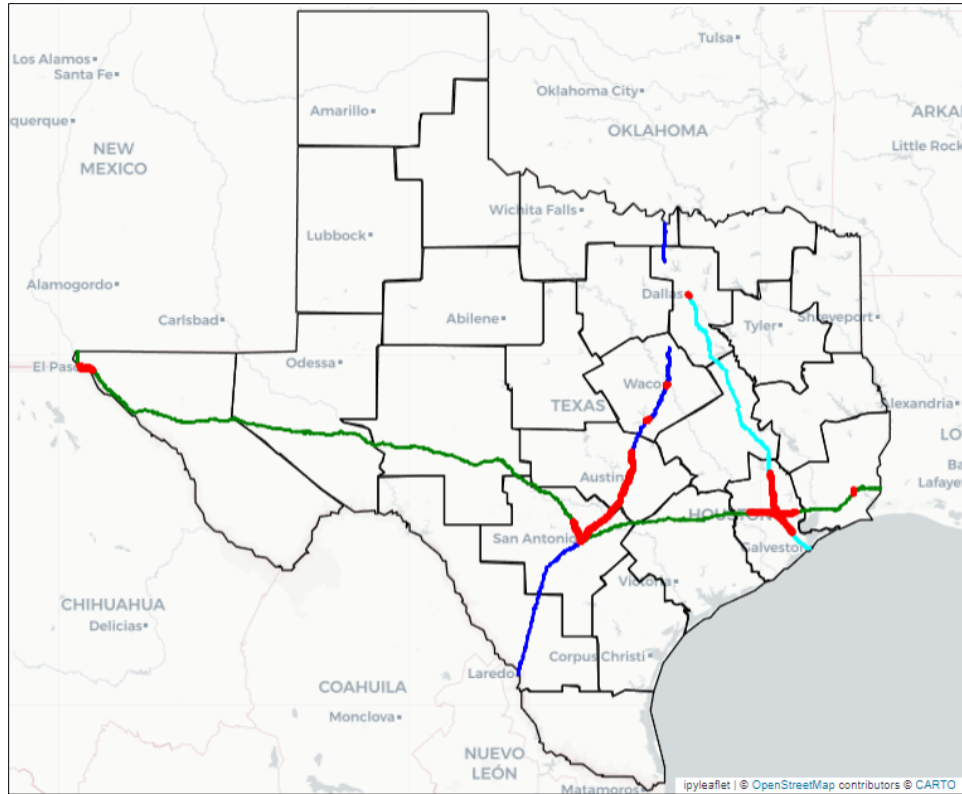 Tulsa
Los Alamos
Santa Fe
Oklahoma City
Amarillo
querque
OKLAHOMA
ARKA
NEW
MEXICO
Little Rock
Wichita Falls
Lubbock
Alamogordo
Dallas
Carlsbad
Abilene
Tyler
Shreveport
Odessa
El Paso
Waco
TEXAS
Alexandria
LO
Austin
Ba
Lafaye
HOUSTON
San Antonio
Galveston
Victoria
CHIHUAHUA
Delicias
Corpus Christi
Laredo
COAHUILA
Monclova
NUEVO
LEÓN
Matamoros
ipyleaflet | © OpenStreetMap contributors © CARTO